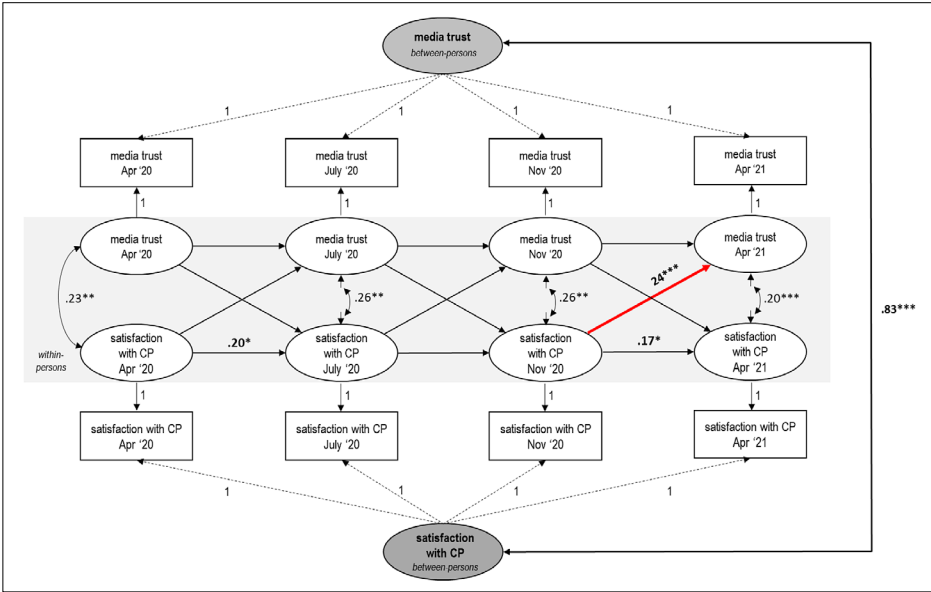 media trust
between-persons
1
1
1
1
media trust
Apr '20
media trust
July '20
media trust
Nov '20
media trust
Apr '21
1
1
1
1
media trust
Apr '20
media trust
July '20
media trust
Nov '20
media trust
Apr '21
.23**
.26**
.26**
24***
.20***
.83***
within-
persons
satisfaction
with CP
Apr '20
.20*
satisfaction
with CP
July '20
satisfaction
with CP
Nov '20
.17*
satisfaction
with CP
Apr '21
1
1
1
1
satisfaction with CP
Apr '20
satisfaction with CP
July '20
satisfaction with CP
Nov '20
satisfaction with CP
Apr '21
1
1
1
1
satisfaction
with CP
between-persons